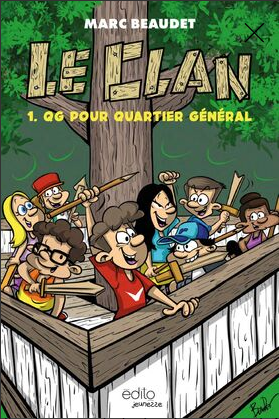 MARC BEAUDET
LE CLAN
1. QG POUR QUARTIER GÉNÉRAL
édito
jeunesse